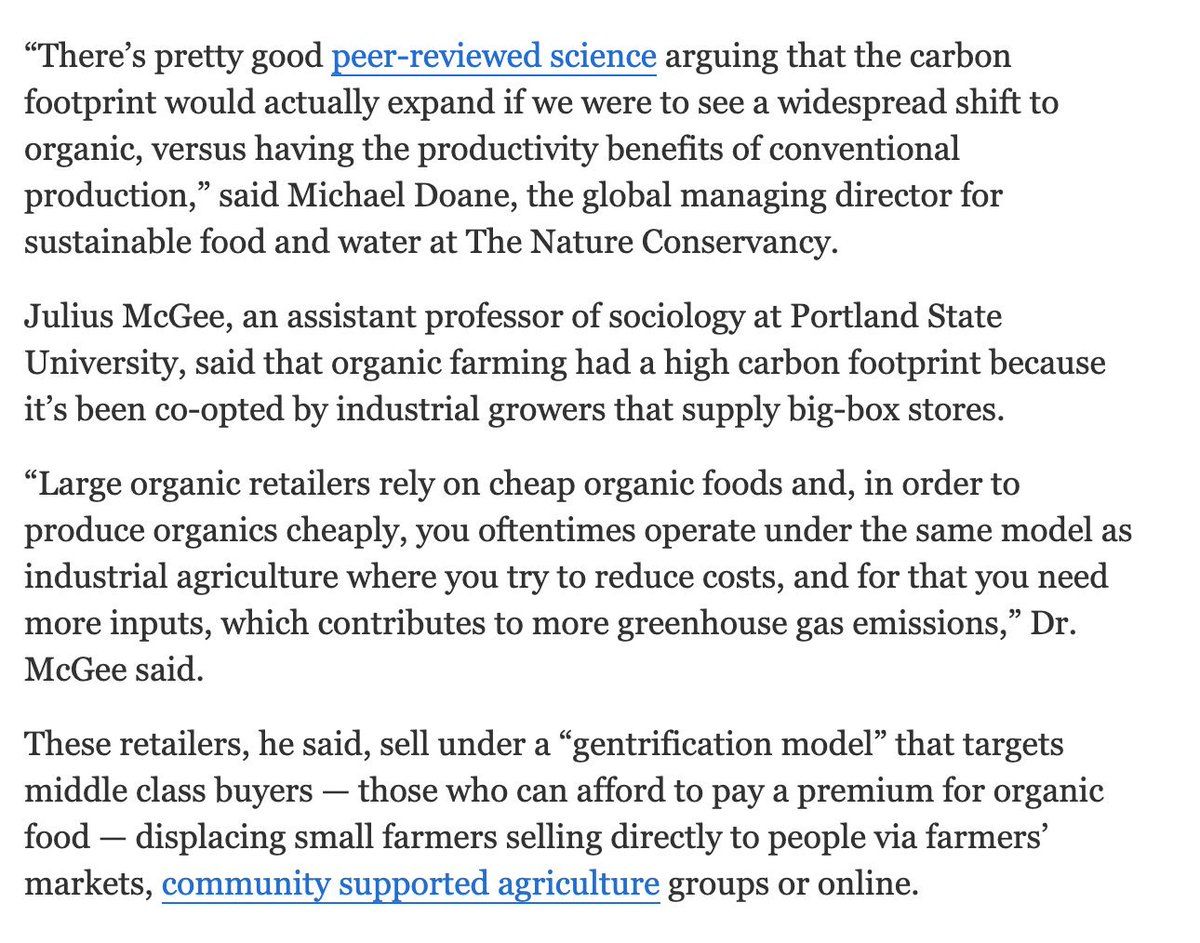 “There’s pretty good peer-reviewed science arguing that the carbon
footprint would actually expand if we were to see a widespread shift to
organic, versus having the productivity benefits of conventional
production,” said Michael Doane, the global managing director for
sustainable food and water at The Nature Conservancy.
Julius McGee, an assistant professor of sociology at Portland State
University, said that organic farming had a high carbon footprint because
it’s been co-opted by industrial growers that supply big-box stores.
“Large organic retailers rely on cheap organic foods and, in order to
produce organics cheaply, you oftentimes operate under the same model as
industrial agriculture where you try to reduce costs, and for that you need
more inputs, which contributes to more greenhouse gas emissions,” Dr.
McGee said.
These retailers, he said, sell under a “gentrification model” that targets
middle class buyers — those who can afford to pay a premium for organic
food — displacing small farmers selling directly to people via farmers’
markets, community supported agriculture groups or online.